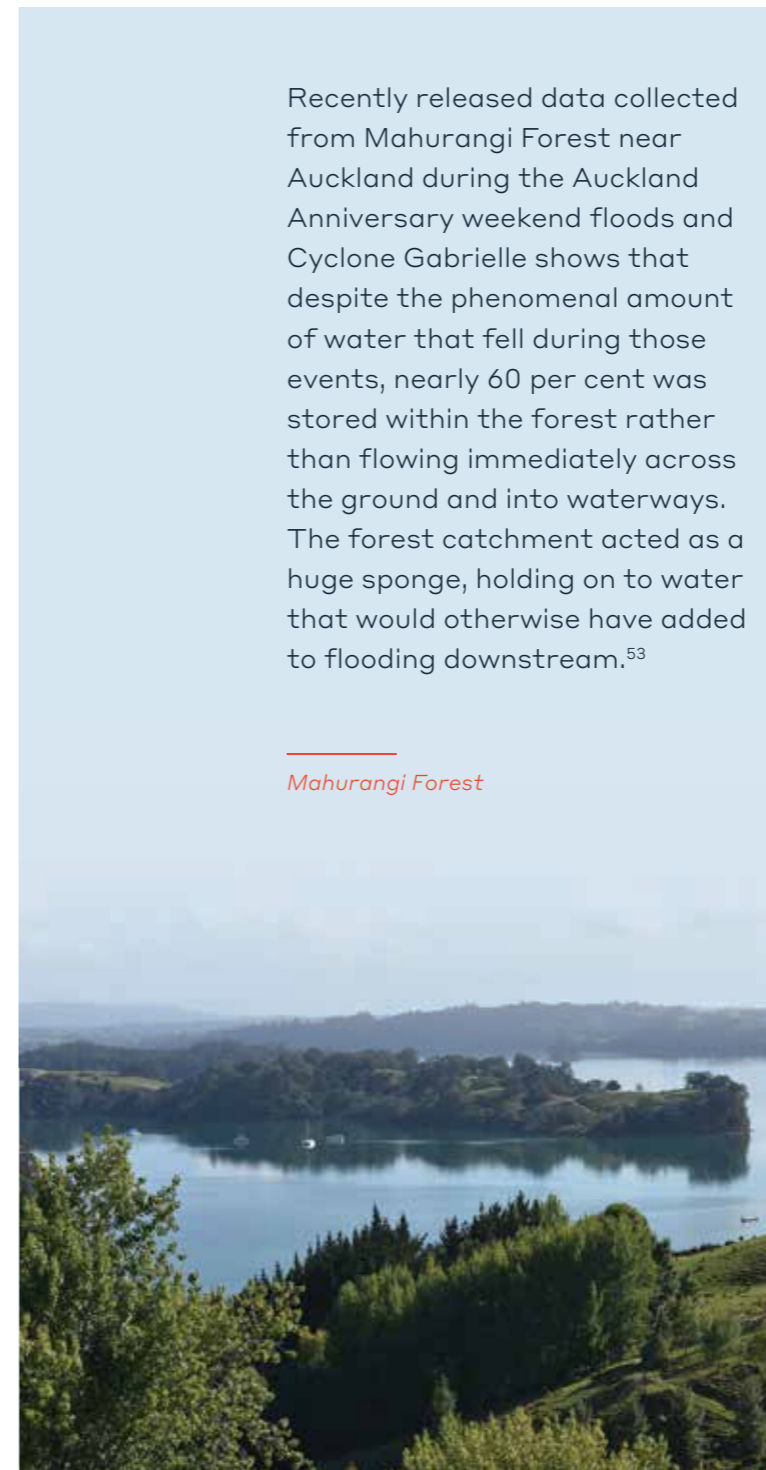 Recently released data collected
from Mahurangi Forest near
Auckland during the Auckland
Anniversary weekend floods and
Cyclone Gabrielle shows that
despite the phenomenal amount
of water that fell during those
events, nearly 60 per cent was
stored within the forest rather
than flowing immediately across
the ground and into waterways.
The forest catchment acted as a
huge sponge, holding on to water
that would otherwise have added
to flooding downstream.53
Mahurangi Forest